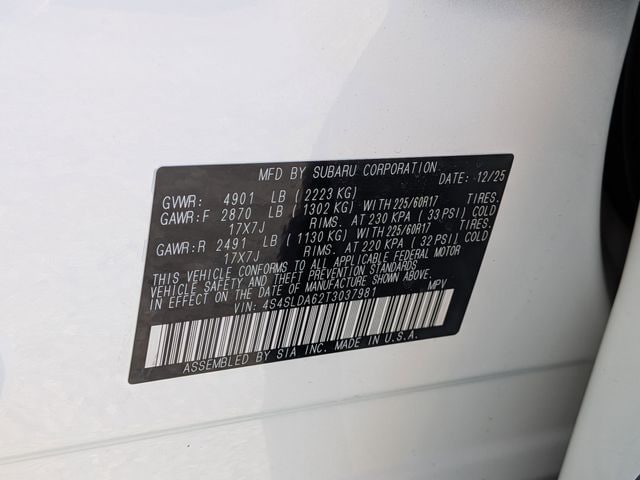 MFD BY SUBARU CORPORATION
DATE: 12/25
GVWR: 4901 LB ( 2223 KG)
GAWR:F 2870 LB ( 1302 KG) WITH 225/60R17 TIRES.
17X7J RIMS. AT 230 KPA ( 33 PSI) COLD
GAWR:R 2491 LB ( 1130 KG) WITH 225/60R17 TIRES.
17X7J RIMS. AT 220 KPA ( 32 PSI) COLD
THIS VEHICLE CONFORMS TO ALL APPLICABLE FEDERAL MOTOR
VEHICLE SAFETY AND THEFT PREVENTION STANDARDS
IN EFFECT ON THE DATE OF MANUFACTURE SHOWN ABOVE.
VIN: 4S4SLDA62T3037981 MPV
ASSEMBLED BY SIA INC. MADE IN U.S.A.